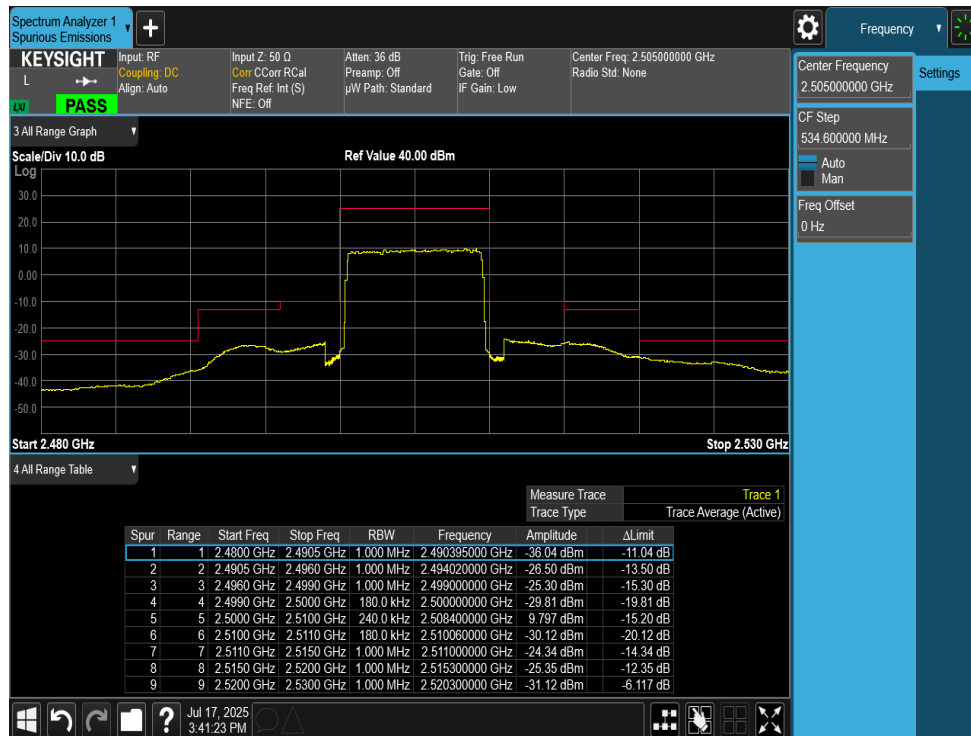 Spectrum Analyzer 1
Spurious Emissions
Frequency
KEYSIGHT
L
LXI
PASS
Input: RF
Coupling: DC
Align: Auto
Input Z: 50 Ω
Corr CCorr RCal
Freq Ref: Int (S)
NFE: Off
Atten: 36 dB
Preamp: Off
µW Path: Standard
Trig: Free Run
Gate: Off
IF Gain: Low
Center Freq: 2.505000000 GHz
Radio Std: None
Center Frequency
2.505000000 GHz
Settings
CF Step
534.600000 MHz
Auto
Man
Freq Offset
0 Hz
3 All Range Graph
Scale/Div 10.0 dB
Ref Value 40.00 dBm
Log
30.0
20.0
10.0
0.00
-10.0
-20.0
-30.0
-40.0
-50.0
Start 2.480 GHz
Stop 2.530 GHz
4 All Range Table
Measure Trace Trace 1
Trace Type Trace Average (Active)
Spur Range Start Freq Stop Freq RBW Frequency Amplitude ΔLimit
1 1 2.4800 GHz 2.4905 GHz 1.000 MHz 2.490395000 GHz -36.04 dBm -11.04 dB
2 2 2.4905 GHz 2.4960 GHz 1.000 MHz 2.494020000 GHz -26.50 dBm -13.50 dB
3 3 2.4960 GHz 2.4990 GHz 1.000 MHz 2.499000000 GHz -25.30 dBm -15.30 dB
4 4 2.4990 GHz 2.5000 GHz 180.0 kHz 2.500000000 GHz -29.81 dBm -19.81 dB
5 5 2.5000 GHz 2.5100 GHz 240.0 kHz 2.508400000 GHz 9.797 dBm -15.20 dB
6 6 2.5100 GHz 2.5110 GHz 180.0 kHz 2.510060000 GHz -30.12 dBm -20.12 dB
7 7 2.5110 GHz 2.5150 GHz 1.000 MHz 2.511000000 GHz -24.34 dBm -14.34 dB
8 8 2.5150 GHz 2.5200 GHz 1.000 MHz 2.515300000 GHz -25.35 dBm -12.35 dB
9 9 2.5200 GHz 2.5300 GHz 1.000 MHz 2.520300000 GHz -31.12 dBm -6.117 dB
Jul 17, 2025
3:41:23 PM